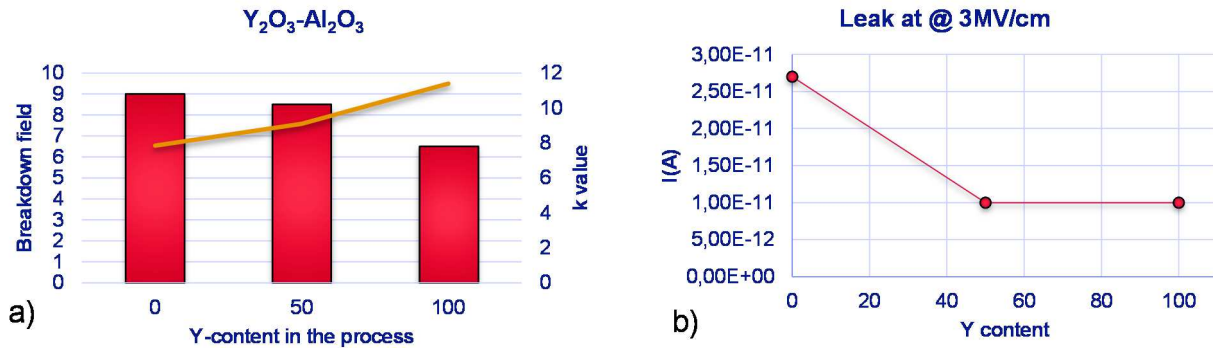 Y₂O₃-Al₂O₃
Breakdown field
10
9
8
7
6
5
4
3
2
1
0
12
10
8
6
4
2
0
k value
0 50 100
Y-content in the process
a)
Leak at @ 3MV/cm
I(A)
3,00E-11
2,50E-11
2,00E-11
1,50E-11
1,00E-11
5,00E-12
0,00E+00
0 20 40 60 80 100
Y content
b)